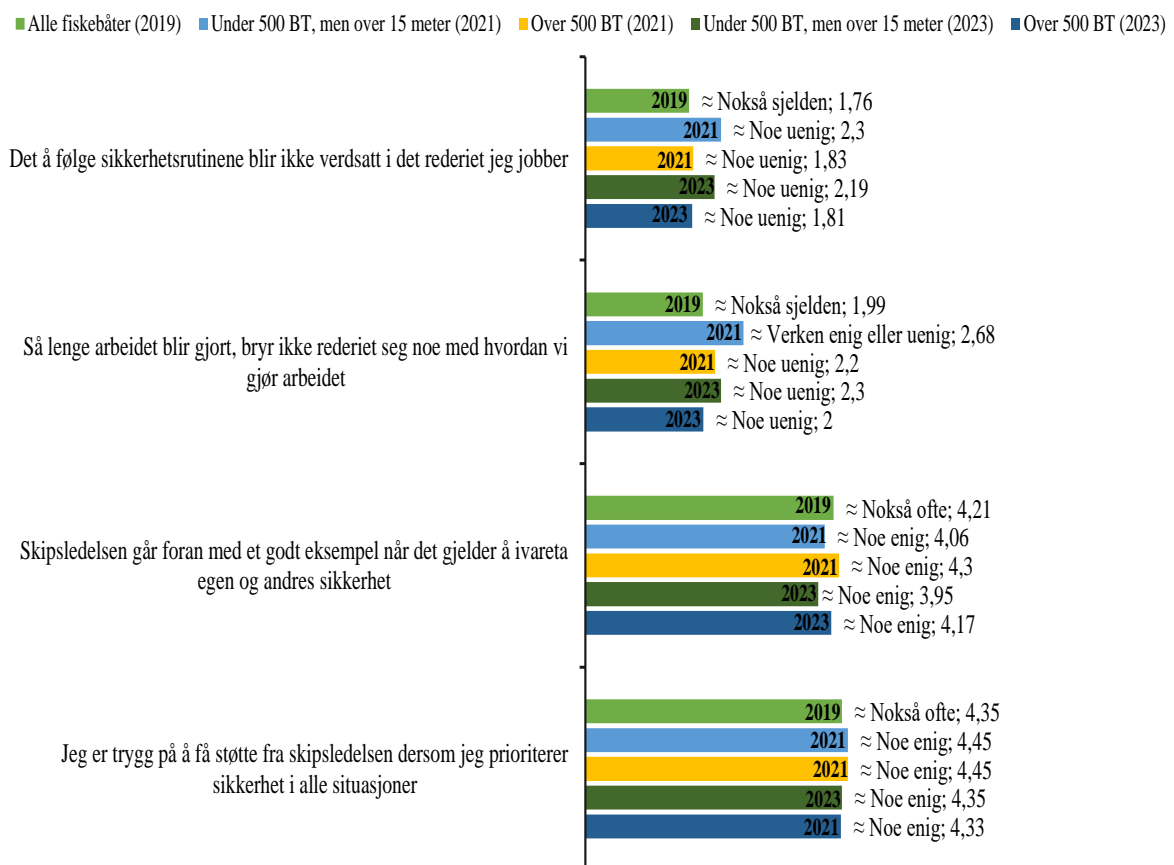 Alle fiskebåter (2019) Under 500 BT, men over 15 meter (2021) Over 500 BT (2021) Under 500 BT, men over 15 meter (2023) Over 500 BT (2023)
Det å følge sikkerhetsrutinene blir ikke verdsatt i det rederiet jeg jobber
2019 ≈ Nokså sjelden; 1,76
2021 ≈ Noe uenig; 2,3
2021 ≈ Noe uenig; 1,83
2023 ≈ Noe uenig; 2,19
2023 ≈ Noe uenig; 1,81
Så lenge arbeidet blir gjort, bryr ikke rederiet seg noe med hvordan vi
gjør arbeidet
2019 ≈ Nokså sjelden; 1,99
2021 ≈ Verken enig eller uenig; 2,68
2021 ≈ Noe uenig; 2,2
2023 ≈ Noe uenig; 2,3
2023 ≈ Noe uenig; 2
Skipsledelsen går foran med et godt eksempel når det gjelder å ivareta
egen og andres sikkerhet
2019 ≈ Nokså ofte; 4,21
2021 ≈ Noe enig; 4,06
2021 ≈ Noe enig; 4,3
2023 ≈ Noe enig; 3,95
2023 ≈ Noe enig; 4,17
Jeg er trygg på å få støtte fra skipsledelsen dersom jeg prioriterer
sikkerhet i alle situasjoner
2019 ≈ Nokså ofte; 4,35
2021 ≈ Noe enig; 4,45
2021 ≈ Noe enig; 4,45
2023 ≈ Noe enig; 4,35
2021 ≈ Noe enig; 4,33